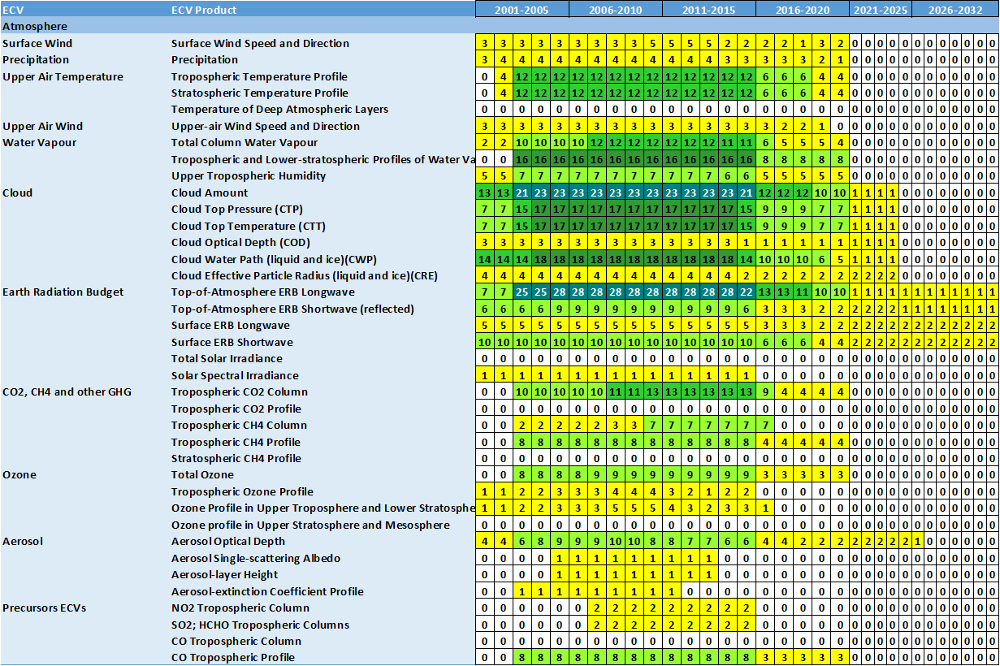 ECV ECV Product 2001-2005 2006-2010 2011-2015 2016-2020 2021-2025 2026-2032
Atmosphere
Surface Wind Surface Wind Speed and Direction 3 3 3 3 3 3 3 3 3 5 5 5 5 2 2 2 2 1 3 2 0 0 0 0 0 0 0 0 0 0 0 0
Precipitation Precipitation 3 4 4 4 4 4 4 4 4 4 4 4 4 3 3 3 3 3 2 1 0 0 0 0 0 0 0 0 0 0 0 0
Upper Air Temperature Tropospheric Temperature Profile 0 4 12 12 12 12 12 12 12 12 12 12 12 12 12 6 6 6 4 4 0 0 0 0 0 0 0 0 0 0 0 0
Stratospheric Temperature Profile 0 4 12 12 12 12 12 12 12 12 12 12 12 12 12 6 6 6 4 4 0 0 0 0 0 0 0 0 0 0 0 0
Temperature of Deep Atmospheric Layers 0 0 0 0 0 0 0 0 0 0 0 0 0 0 0 0 0 0 0 0 0 0 0 0 0 0 0 0 0 0 0 0
Upper Air Wind Upper-air Wind Speed and Direction 3 3 3 3 3 3 3 3 3 3 3 3 3 3 3 3 2 2 1 0 0 0 0 0 0 0 0 0 0 0 0 0
Water Vapour Total Column Water Vapour 2 2 10 10 10 10 12 12 12 12 12 12 12 11 11 6 5 5 5 4 0 0 0 0 0 0 0 0 0 0 0 0
Tropospheric and Lower-stratospheric Profiles of Water Va 0 0 16 16 16 16 16 16 16 16 16 16 16 16 16 8 8 8 8 8 0 0 0 0 0 0 0 0 0 0 0 0
Upper Tropospheric Humidity 5 5 7 7 7 7 7 7 7 7 7 7 7 6 6 5 5 5 5 5 0 0 0 0 0 0 0 0 0 0 0 0
Cloud Cloud Amount 13 13 21 23 23 23 23 23 23 23 23 23 23 23 21 12 12 12 10 10 1 1 1 1 0 0 0 0 0 0 0 0
Cloud Top Pressure (CTP) 7 7 15 17 17 17 17 17 17 17 17 17 17 17 15 9 9 9 7 7 1 1 1 1 0 0 0 0 0 0 0 0
Cloud Top Temperature (CTT) 7 7 15 17 17 17 17 17 17 17 17 17 17 17 15 9 9 9 7 7 1 1 1 1 0 0 0 0 0 0 0 0
Cloud Optical Depth (COD) 3 3 3 3 3 3 3 3 3 3 3 3 3 3 1 1 1 1 1 1 1 1 1 1 0 0 0 0 0 0 0 0
Cloud Water Path (liquid and ice)(CWP) 14 14 14 18 18 18 18 18 18 18 18 18 18 18 14 10 10 10 6 5 1 1 1 1 0 0 0 0 0 0 0 0
Cloud Effective Particle Radius (liquid and ice)(CRE) 4 4 4 4 4 4 4 4 4 4 4 4 4 4 2 2 2 2 2 2 2 2 2 2 0 0 0 0 0 0 0 0
Earth Radiation Budget Top-of-Atmosphere ERB Longwave 7 7 25 25 28 28 28 28 28 28 28 28 28 28 22 13 13 11 10 10 1 1 1 1 1 1 1 1 1 1 1 1
Top-of-Atmosphere ERB Shortwave (reflected) 6 6 6 6 9 9 9 9 9 9 9 9 9 9 6 3 3 3 2 2 2 2 2 2 1 1 1 1 1 1 1 1
Surface ERB Longwave 5 5 5 5 5 5 5 5 5 5 5 5 5 5 5 3 3 3 2 2 2 2 2 2 2 2 2 2 2 2 2 2
Surface ERB Shortwave 10 10 10 10 10 10 10 10 10 10 10 10 10 10 10 6 6 6 4 4 2 2 2 2 2 2 2 2 2 2 2 2
Total Solar Irradiance 0 0 0 0 0 0 0 0 0 0 0 0 0 0 0 0 0 0 0 0 0 0 0 0 0 0 0 0 0 0 0 0
Solar Spectral Irradiance 1 1 1 1 1 1 1 1 1 1 1 1 1 1 1 0 0 0 0 0 0 0 0 0 0 0 0 0 0 0 0 0
CO2, CH4 and other GHG Tropospheric CO2 Column 0 0 10 10 10 10 10 11 11 13 13 13 13 13 13 9 4 4 4 4 0 0 0 0 0 0 0 0 0 0 0 0
Tropospheric CO2 Profile 0 0 0 0 0 0 0 0 0 0 0 0 0 0 0 0 0 0 0 0 0 0 0 0 0 0 0 0 0 0 0 0
Tropospheric CH4 Column 0 0 2 2 2 2 2 3 3 7 7 7 7 7 7 7 0 0 0 0 0 0 0 0 0 0 0 0 0 0 0 0
Tropospheric CH4 Profile 0 0 8 8 8 8 8 8 8 8 8 8 8 8 8 4 4 4 4 4 0 0 0 0 0 0 0 0 0 0 0 0
Stratospheric CH4 Profile 0 0 0 0 0 0 0 0 0 0 0 0 0 0 0 0 0 0 0 0 0 0 0 0 0 0 0 0 0 0 0 0
Ozone Total Ozone 0 0 8 8 8 9 9 9 9 9 9 9 9 9 9 3 3 3 3 3 0 0 0 0 0 0 0 0 0 0 0 0
Tropospheric Ozone Profile 1 1 2 2 3 3 3 4 4 4 3 2 1 2 2 0 0 0 0 0 0 0 0 0 0 0 0 0 0 0 0 0
Ozone Profile in Upper Troposphere and Lower Stratosphe 1 1 2 2 3 3 3 5 5 5 4 3 2 3 3 1 0 0 0 0 0 0 0 0 0 0 0 0 0 0 0 0
Ozone profile in Upper Stratosphere and Mesosphere 0 0 0 0 0 0 0 0 0 0 0 0 0 0 0 0 0 0 0 0 0 0 0 0 0 0 0 0 0 0 0 0
Aerosol Aerosol Optical Depth 4 4 6 8 9 9 9 10 10 8 8 7 7 6 6 4 4 2 2 2 2 2 2 2 2 1 0 0 0 0 0 0
Aerosol Single-scattering Albedo 0 0 0 0 1 1 1 1 1 1 1 1 1 0 0 0 0 0 0 0 0 0 0 0 0 0 0 0 0 0 0 0
Aerosol-layer Height 0 0 0 0 1 1 1 1 1 1 1 1 1 0 0 0 0 0 0 0 0 0 0 0 0 0 0 0 0 0 0 0
Aerosol-extinction Coefficient Profile 0 0 1 1 1 1 1 1 1 1 1 0 0 0 0 0 0 0 0 0 0 0 0 0 0 0 0 0 0 0 0 0
Precursors ECVs NO2 Tropospheric Column 0 0 0 0 0 0 2 2 2 2 2 2 2 2 2 0 0 0 0 0 0 0 0 0 0 0 0 0 0 0 0 0
SO2; HCHO Tropospheric Columns 0 0 0 0 0 0 2 2 2 2 2 2 2 2 2 0 0 0 0 0 0 0 0 0 0 0 0 0 0 0 0 0
CO Tropospheric Column 0 0 0 0 0 0 0 0 0 0 0 0 0 0 0 0 0 0 0 0 0 0 0 0 0 0 0 0 0 0 0 0
CO Tropospheric Profile 0 0 8 8 8 8 8 8 8 8 8 8 8 8 8 3 3 3 3 3 0 0 0 0 0 0 0 0 0 0 0 0